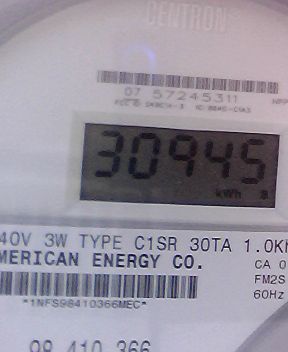 CENTRON
07 57245311
30945
kWh
40V 3W TYPE C1SR 30TA 1.0K
MERICAN ENERGY CO.
CA 0
FM2S
60Hz
*1NFS98410366MEC*
99 410 366